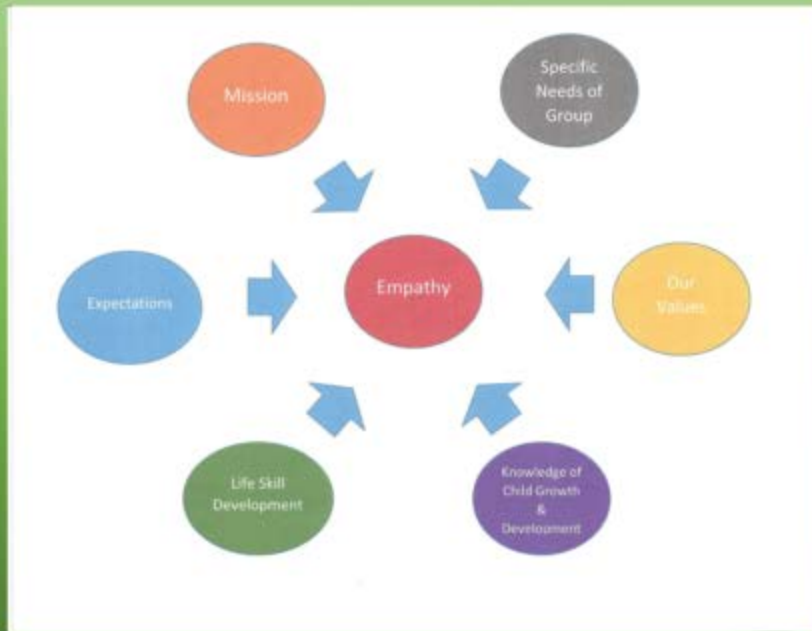 Mission
Specific
Needs of
Group
Expectations
Empathy
Our
Values
Life Skill
Development
Knowledge of
Child Growth
&
Development